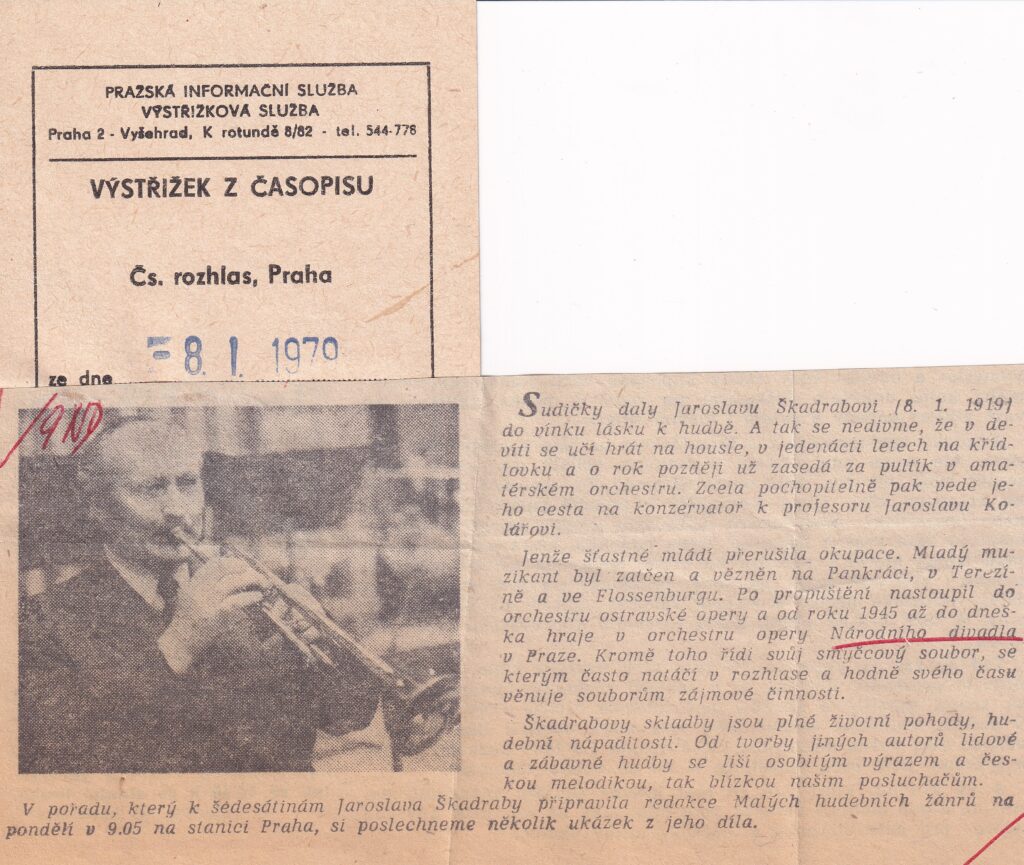 PRAŽSKÁ INFORMAČNÍ SLUŽBA
VÝSTŘIŽKOVÁ SLUŽBA
Praha 2 - Vyšehrad, K rotundě 8/82 - tel. 544-778
VÝSTŘIŽEK Z ČASOPISU
Čs. rozhlas, Praha
- 8. 1. 1979
ze dne
19 ND
Sudičky daly Jaroslavu Škadrabovi (8. 1. 1919)
do vínku lásku k hudbě. A tak se nedivme, že v de-
víti se učí hrát na housle, v jedenácti letech na kříd-
lovku a o rok později už zasedá za pultík v ama-
térském orchestru. Zcela pochopitelně pak vede je-
ho cesta na konzervatoř k profesoru Jaroslavu Ko-
lářovi.
Jenže šťastné mládí přerušila okupace. Mladý mu-
zikant byl zatčen a vězněn na Pankráci, v Terezí-
ně a ve Flossenburgu. Po propuštění nastoupil do
orchestru ostravské opery a od roku 1945 až do dneš-
ka hraje v orchestru opery Národního divadla
v Praze. Kromě toho řídí svůj smyčcový soubor, se
kterým často natáčí v rozhlase a hodně svého času
věnuje souborům zájmové činnosti.
Škadrabovy skladby jsou plné životní pohody, hu-
dební nápaditosti. Od tvorby jiných autorů lidové
a zábavné hudby se liší osobitým výrazem a čes-
kou melodikou, tak blízkou našim posluchačům.
V pořadu, který k šedesátinám Jaroslava Škadraby připravila redakce Malých hudebních žánrů na
pondělí v 9.05 na stanici Praha, si poslechneme několik ukázek z jeho díla.